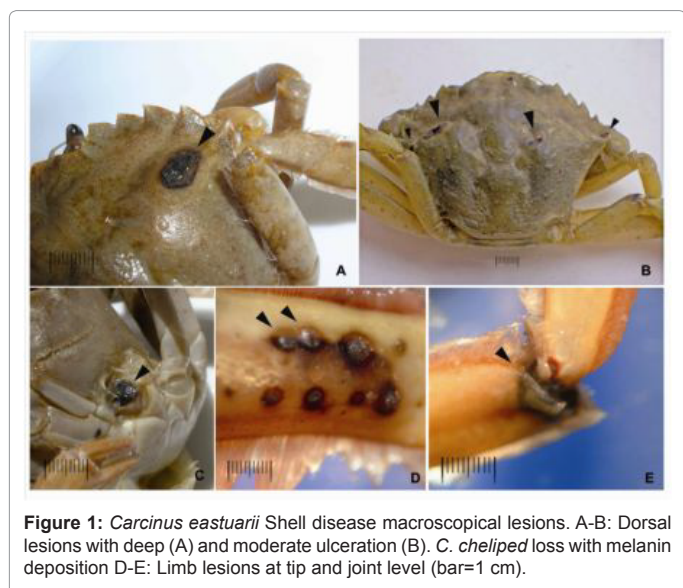 A
B
C
D
E
Figure 1: Carcinus eastuarii Shell disease macroscopical lesions. A-B: Dorsal
lesions with deep (A) and moderate ulceration (B). C. cheliped loss with melanin
deposition D-E: Limb lesions at tip and joint level (bar=1 cm).